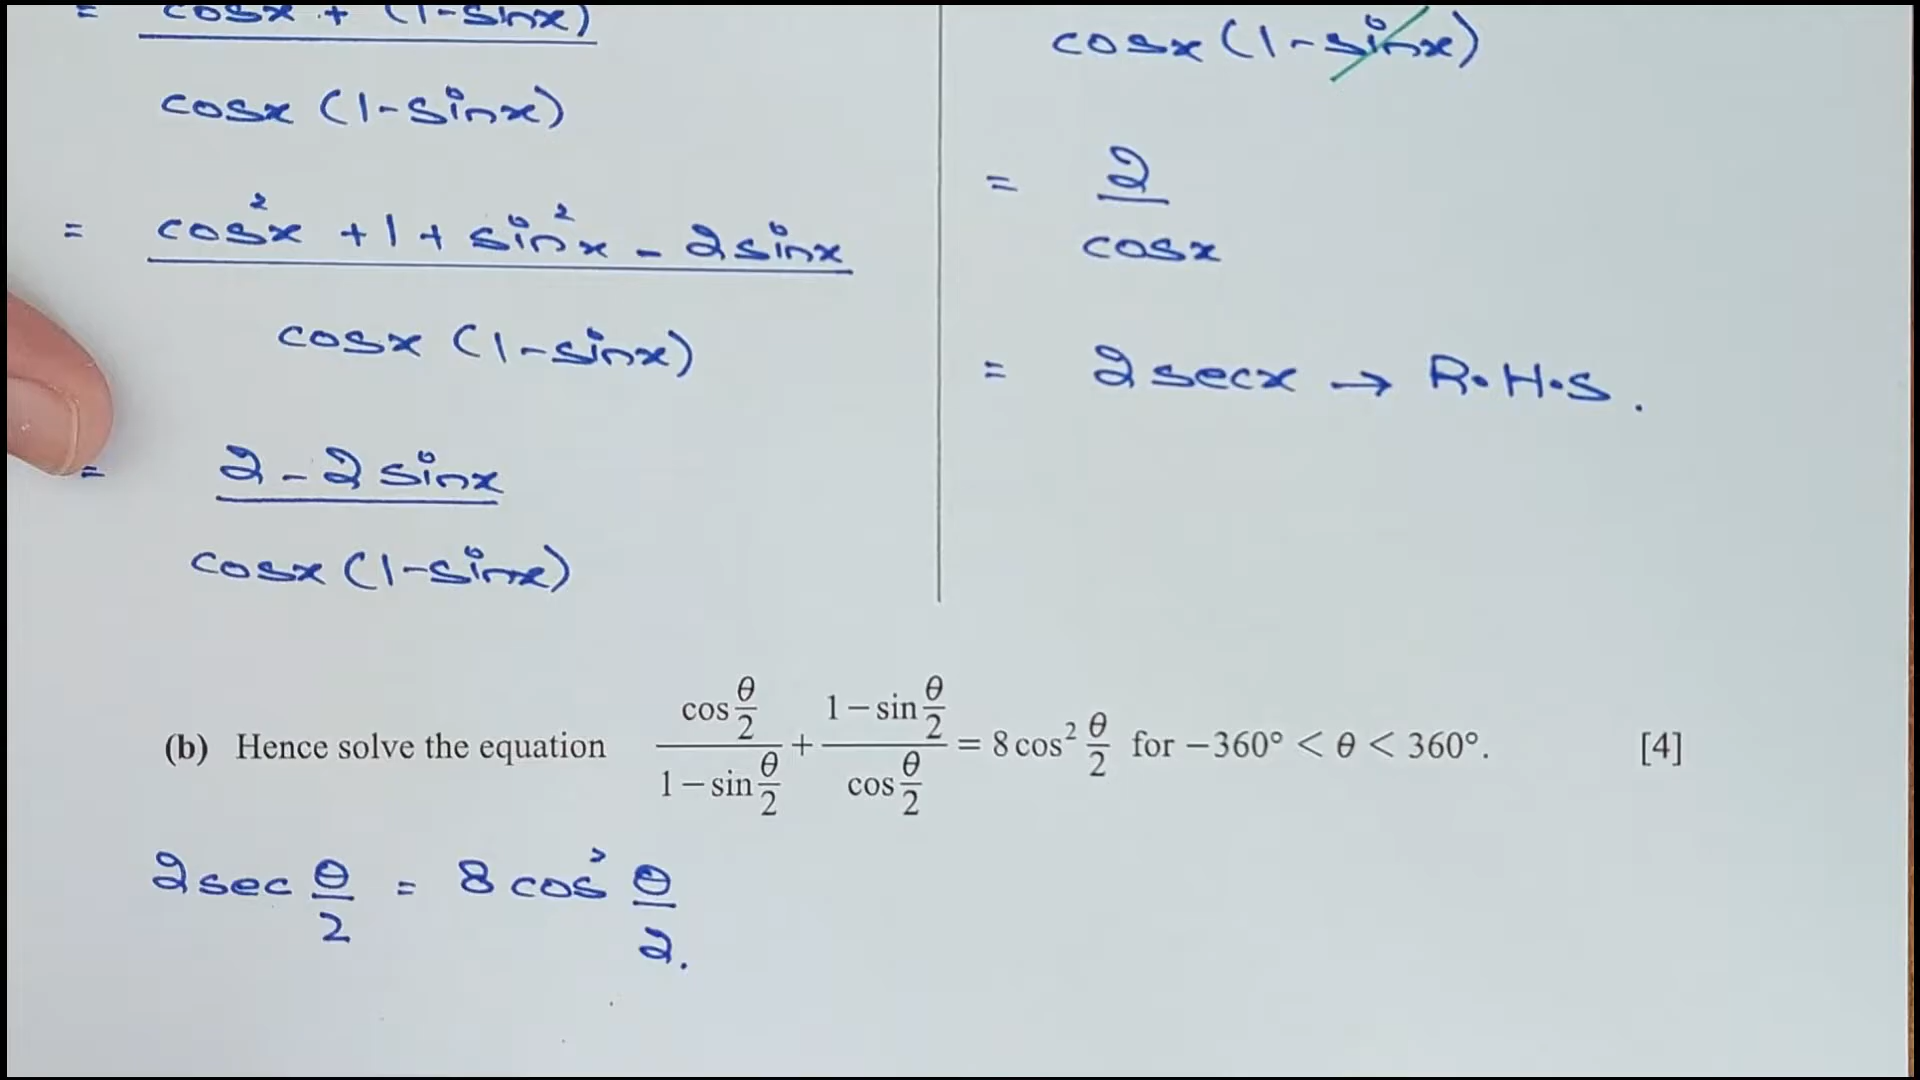 = cosx + (1-sinx)
cosx (1-sinx)
= cos²x + 1 + sin²x - 2sinx
cosx (1-sinx)
= 2 - 2sinx
cosx (1-sinx)
cosx (1-sinx)
= 2
cosx
= 2secx → R.H.S.
(b) Hence solve the equation cos θ/2 / (1 − sin θ/2) + (1 − sin θ/2) / cos θ/2 = 8 cos² θ/2 for −360° < θ < 360°. [4]
2sec θ/2 = 8cos² θ/2.